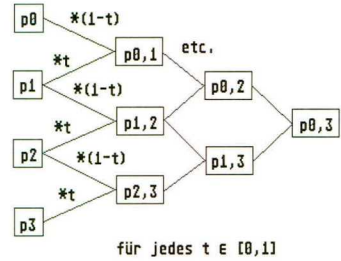 p0
*(1-t)
p0,1
etc.
*t
p0,2
p1
*(1-t)
p1,2
p0,3
*t
p2
*(1-t)
p1,3
p2,3
*t
p3
für jedes t ∈ [0,1]